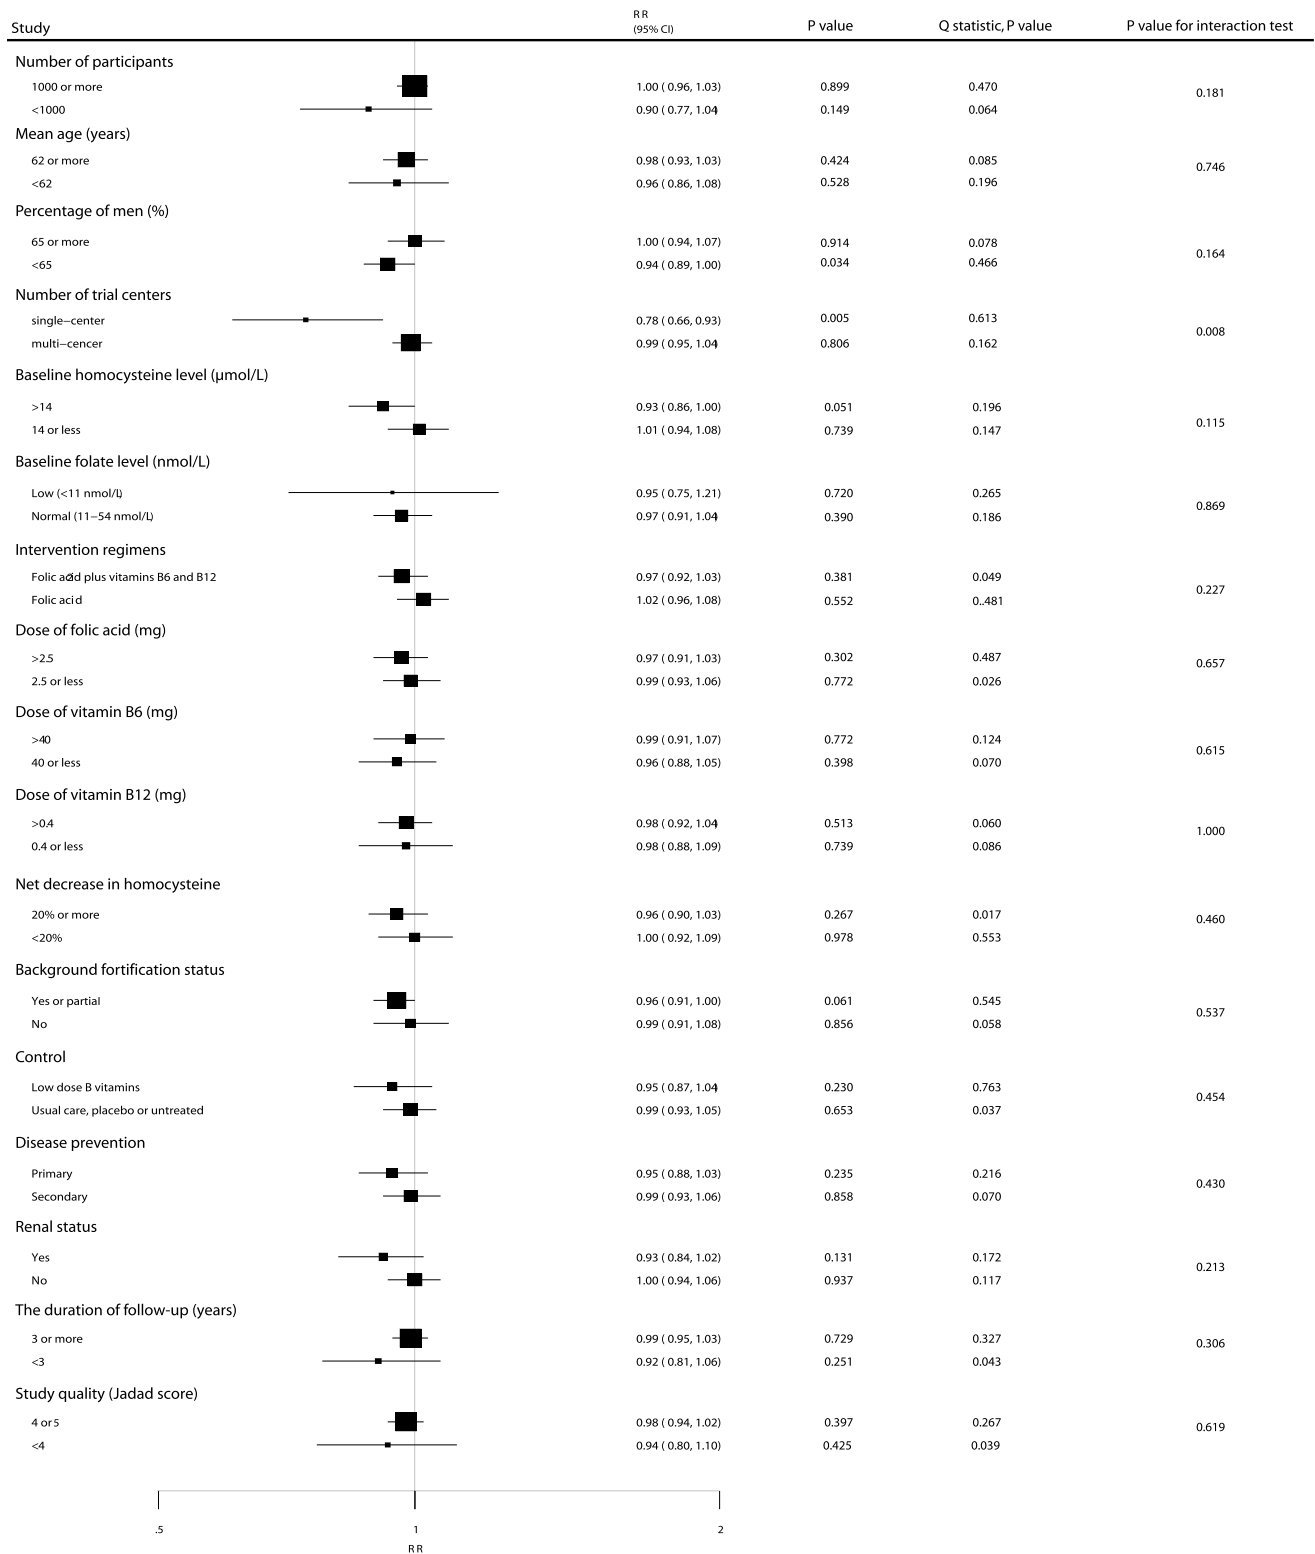 R R
Study (95% CI) P value Q statistic, P value P value for interaction test
Number of participants
1000 or more 1.00 ( 0.96, 1.03) 0.899 0.470
0.181
<1000 0.90 ( 0.77, 1.04) 0.149 0.064
Mean age (years)
62 or more 0.98 ( 0.93, 1.03) 0.424 0.085
0.746
<62 0.96 ( 0.86, 1.08) 0.528 0.196
Percentage of men (%)
65 or more 1.00 ( 0.94, 1.07) 0.914 0.078
0.164
<65 0.94 ( 0.89, 1.00) 0.034 0.466
Number of trial centers
single−center 0.78 ( 0.66, 0.93) 0.005 0.613
0.008
multi−cencer 0.99 ( 0.95, 1.04) 0.806 0.162
Baseline homocysteine level (μmol/L)
>14 0.93 ( 0.86, 1.00) 0.051 0.196
0.115
14 or less 1.01 ( 0.94, 1.08) 0.739 0.147
Baseline folate level (nmol/L)
Low (<11 nmol/L) 0.95 ( 0.75, 1.21) 0.720 0.265
0.869
Normal (11−54 nmol/L) 0.97 ( 0.91, 1.04) 0.390 0.186
Intervention regimens
Folic acid plus vitamins B6 and B12 0.97 ( 0.92, 1.03) 0.381 0.049
0.227
Folic acid 1.02 ( 0.96, 1.08) 0.552 0..481
Dose of folic acid (mg)
>2.5 0.97 ( 0.91, 1.03) 0.302 0.487
0.657
2.5 or less 0.99 ( 0.93, 1.06) 0.772 0.026
Dose of vitamin B6 (mg)
>40 0.99 ( 0.91, 1.07) 0.772 0.124
0.615
40 or less 0.96 ( 0.88, 1.05) 0.398 0.070
Dose of vitamin B12 (mg)
>0.4 0.98 ( 0.92, 1.04) 0.513 0.060
1.000
0.4 or less 0.98 ( 0.88, 1.09) 0.739 0.086
Net decrease in homocysteine
20% or more 0.96 ( 0.90, 1.03) 0.267 0.017
0.460
<20% 1.00 ( 0.92, 1.09) 0.978 0.553
Background fortification status
Yes or partial 0.96 ( 0.91, 1.00) 0.061 0.545
0.537
No 0.99 ( 0.91, 1.08) 0.856 0.058
Control
Low dose B vitamins 0.95 ( 0.87, 1.04) 0.230 0.763
0.454
Usual care, placebo or untreated 0.99 ( 0.93, 1.05) 0.653 0.037
Disease prevention
Primary 0.95 ( 0.88, 1.03) 0.235 0.216
0.430
Secondary 0.99 ( 0.93, 1.06) 0.858 0.070
Renal status
Yes 0.93 ( 0.84, 1.02) 0.131 0.172
0.213
No 1.00 ( 0.94, 1.06) 0.937 0.117
The duration of follow-up (years)
3 or more 0.99 ( 0.95, 1.03) 0.729 0.327
0.306
<3 0.92 ( 0.81, 1.06) 0.251 0.043
Study quality (Jadad score)
4 or 5 0.98 ( 0.94, 1.02) 0.397 0.267
0.619
<4 0.94 ( 0.80, 1.10) 0.425 0.039
.5 1 2
R R